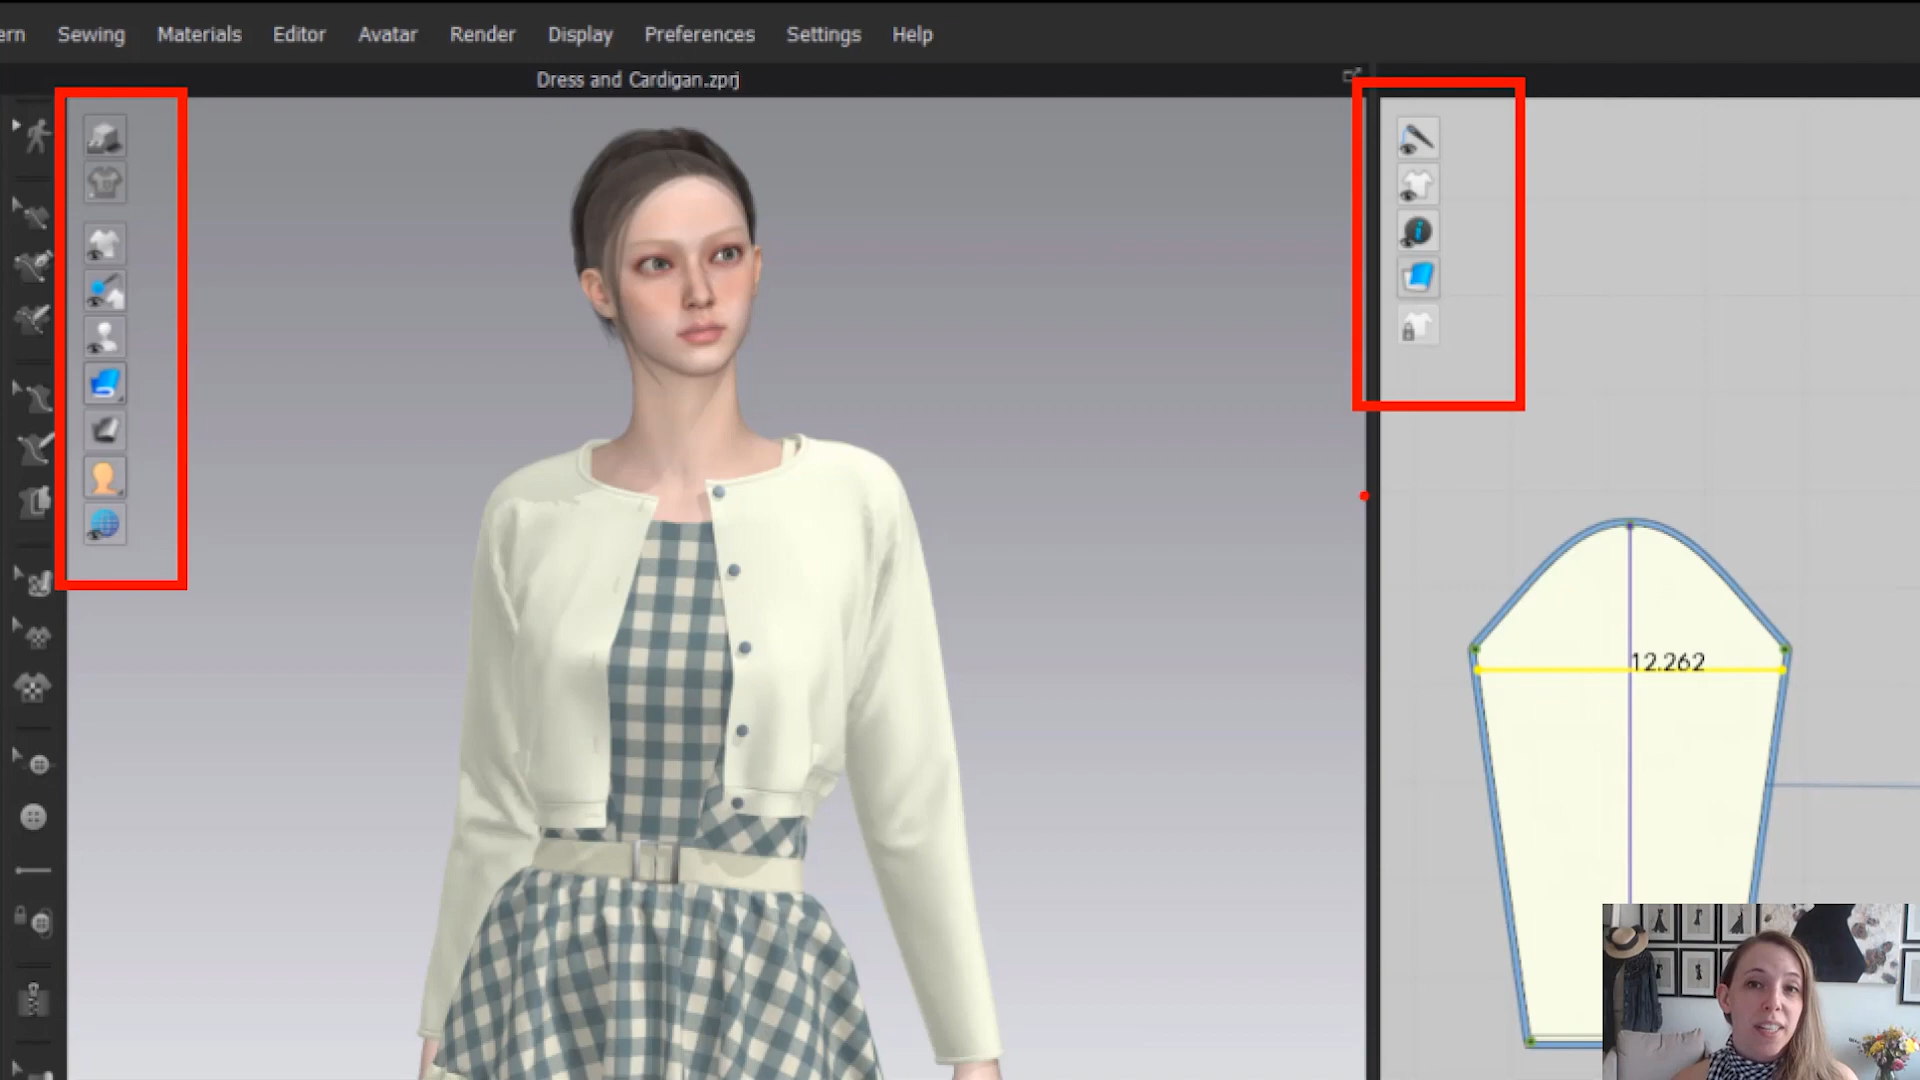 ern Sewing Materials Editor Avatar Render Display Preferences Settings Help
Dress and Cardigan.zprj
12.262